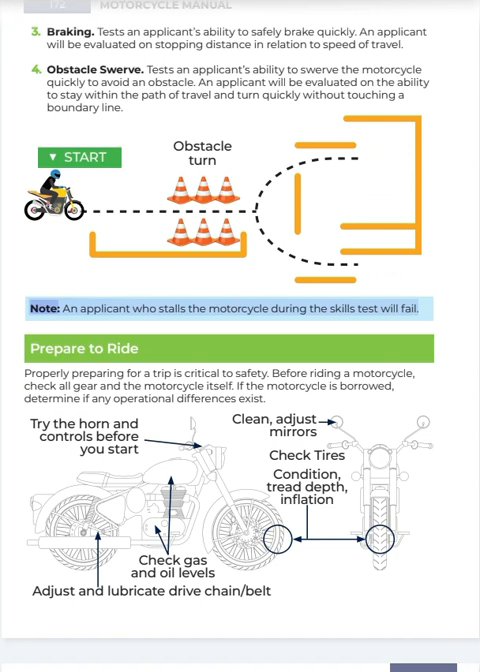 172 MOTORCYCLE MANUAL
3. Braking. Tests an applicant's ability to safely brake quickly. An applicant
will be evaluated on stopping distance in relation to speed of travel.
4. Obstacle Swerve. Tests an applicant's ability to swerve the motorcycle
quickly to avoid an obstacle. An applicant will be evaluated on the ability
to stay within the path of travel and turn quickly without touching a
boundary line.
▼ START
Obstacle
turn
Note: An applicant who stalls the motorcycle during the skills test will fail.
Prepare to Ride
Properly preparing for a trip is critical to safety. Before riding a motorcycle,
check all gear and the motorcycle itself. If the motorcycle is borrowed,
determine if any operational differences exist.
Try the horn and
controls before
you start
Clean, adjust
mirrors
Check Tires
Condition,
tread depth,
inflation
Check gas
and oil levels
Adjust and lubricate drive chain/belt